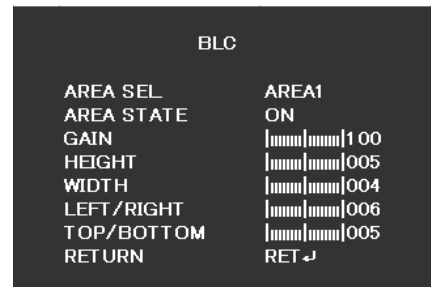 BLC
AREA SEL AREA1
AREA STATE ON
GAIN 100
HEIGHT 005
WIDTH 004
LEFT/RIGHT 006
TOP/BOTTOM 005
RETURN RET↵